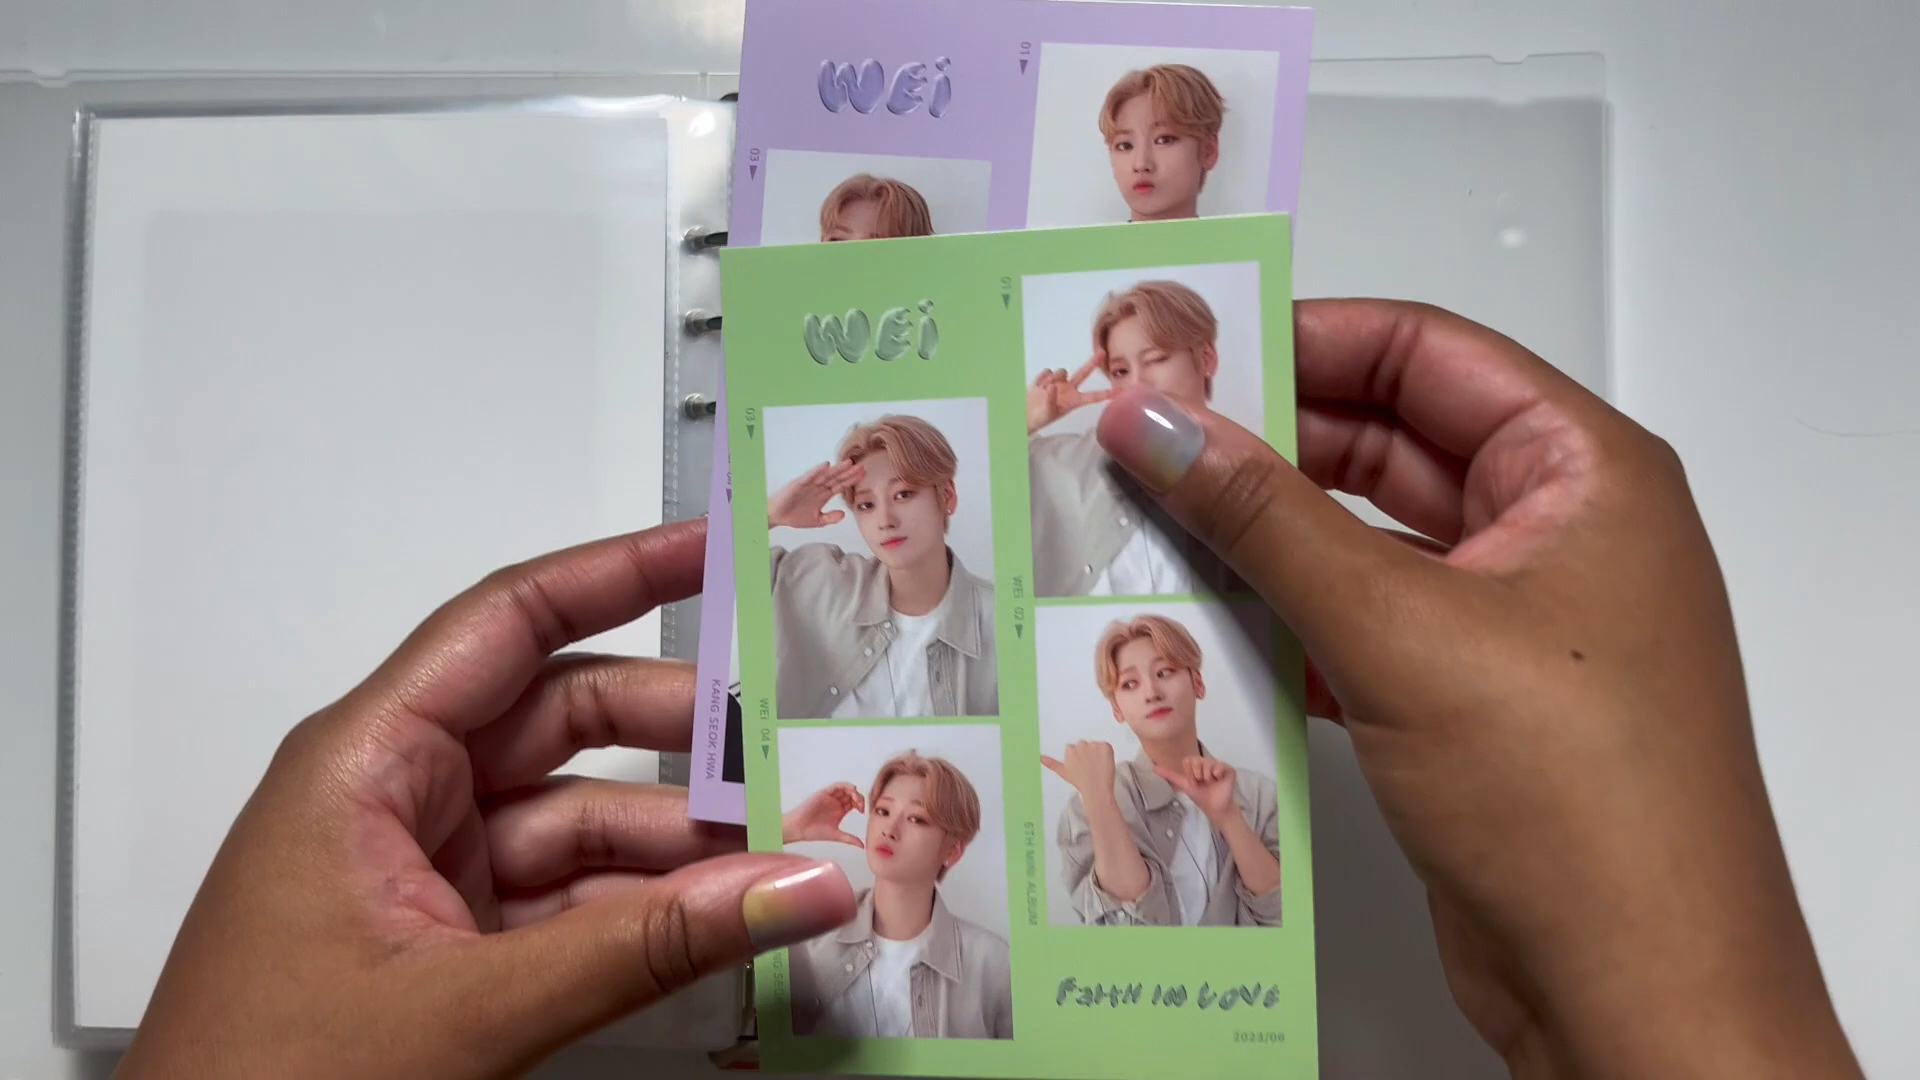 WEi
01
03
KANG SEOK HWA
WEi
01
03
WEi 02
WEi 04
6TH MINI ALBUM
FAITH IN LOVE
2023/06